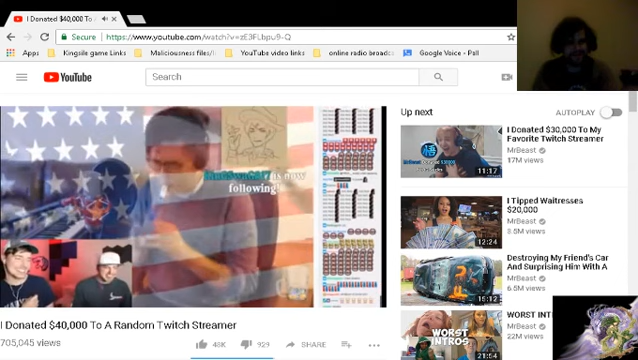 I Donated $40,000 To
Secure
https://www.youtube.com/watch?v=zE3FLbpu9-Q
Apps
Kingsile game Links
Maliciousness files/
YouTube video links
online radio broadca
Google Voice - Pall
YouTube
Search
is now
following!
I Donated $40,000 To A Random Twitch Streamer
705,045 views
48K
929
SHARE
Up next
AUTOPLAY
I Donated $30,000 To My
Favorite Twitch Streamer
MrBeast
17M views
11:17
I Tipped Waitresses
$20,000
MrBeast
3.5M views
12:24
Destroying My Friend's Car
And Surprising Him With A
MrBeast
6.5M views
15:12
WORST INT
MrBeast
22M views
WORST
INTROS
21:54